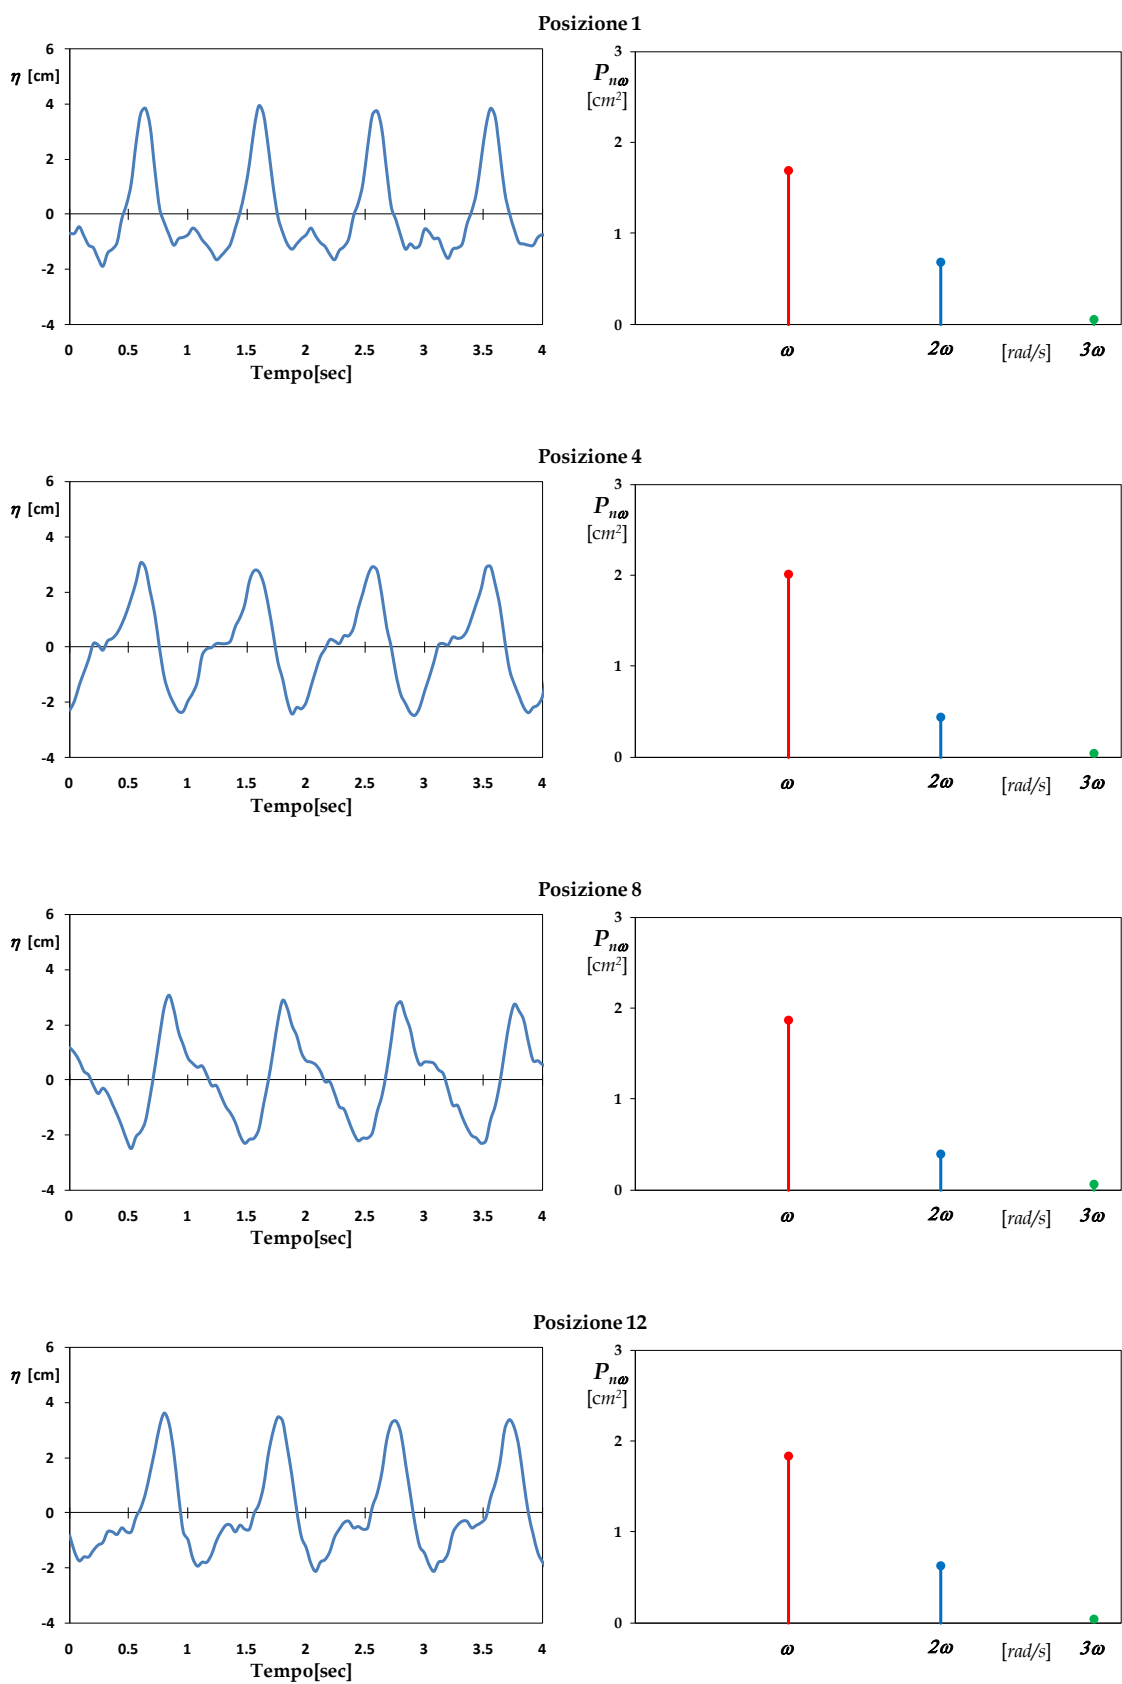 Posizione 1
6
η [cm]
4
2
0
-2
-4
0 0.5 1 1.5 2 2.5 3 3.5 4
Tempo[sec]
3
Pnω
[cm²]
2
1
0
ω 2ω [rad/s] 3ω
Posizione 4
6
η [cm]
4
2
0
-2
-4
0 0.5 1 1.5 2 2.5 3 3.5 4
Tempo[sec]
3
Pnω
[cm²]
2
1
0
ω 2ω [rad/s] 3ω
Posizione 8
6
η [cm]
4
2
0
-2
-4
0 0.5 1 1.5 2 2.5 3 3.5 4
Tempo[sec]
3
Pnω
[cm²]
2
1
0
ω 2ω [rad/s] 3ω
Posizione 12
6
η [cm]
4
2
0
-2
-4
0 0.5 1 1.5 2 2.5 3 3.5 4
Tempo[sec]
3
Pnω
[cm²]
2
1
0
ω 2ω [rad/s] 3ω